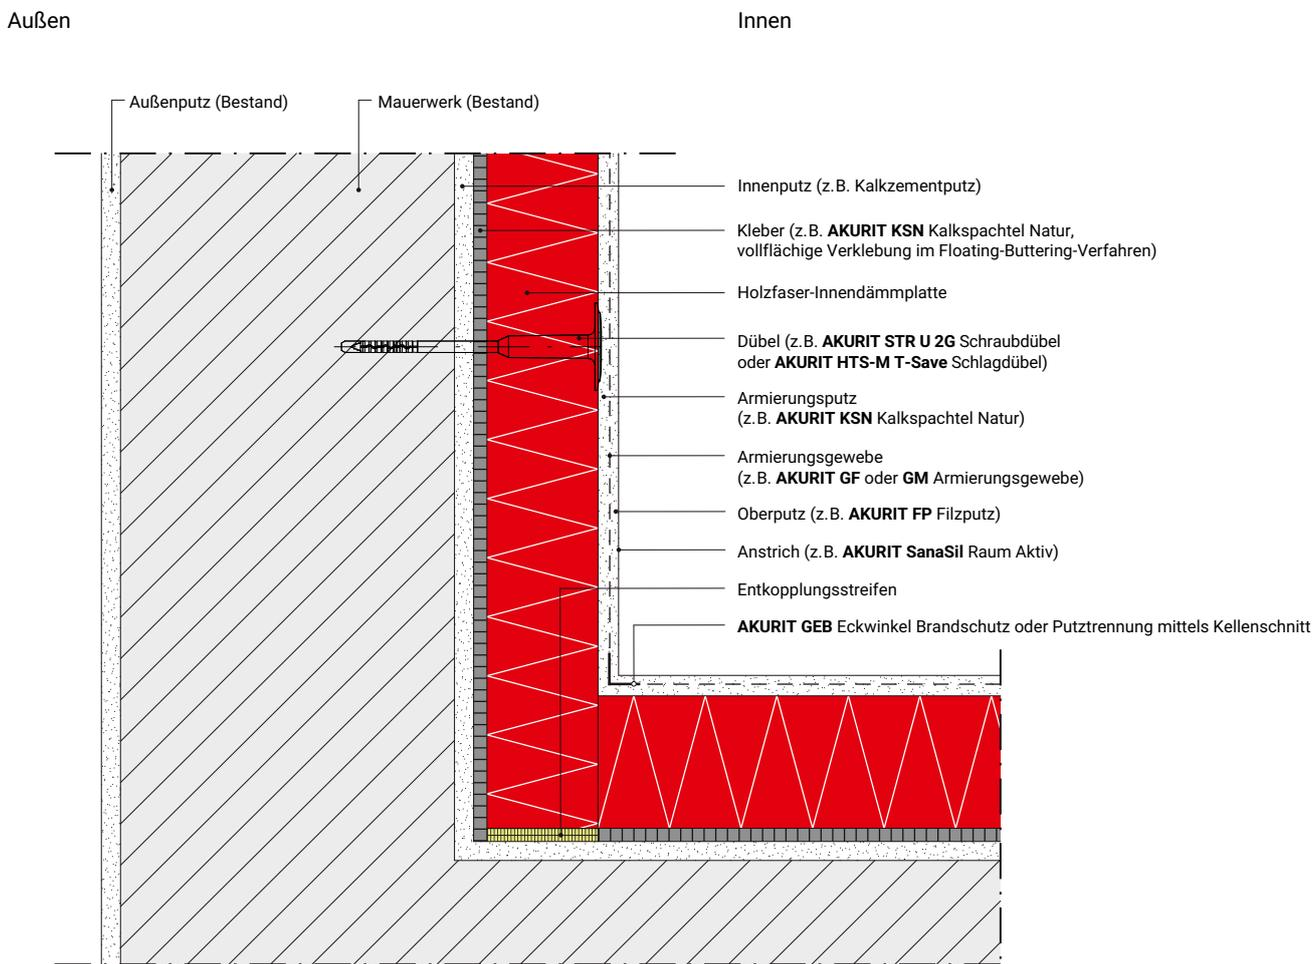 Außen
Innen
Außenputz (Bestand)
Mauerwerk (Bestand)
Innenputz (z.B. Kalkzementputz)
Kleber (z.B. AKURIT KSN Kalkspachtel Natur,
vollflächige Verklebung im Floating-Buttering-Verfahren)
Holzfaser-Innendämmplatte
Dübel (z.B. AKURIT STR U 2G Schraubdübel
oder AKURIT HTS-M T-Save Schlagdübel)
Armierungsputz
(z.B. AKURIT KSN Kalkspachtel Natur)
Armierungsgewebe
(z.B. AKURIT GF oder GM Armierungsgewebe)
Oberputz (z.B. AKURIT FP Filzputz)
Anstrich (z.B. AKURIT SanaSil Raum Aktiv)
Entkopplungsstreifen
AKURIT GEB Eckwinkel Brandschutz oder Putztrennung mittels Kellenschnitt